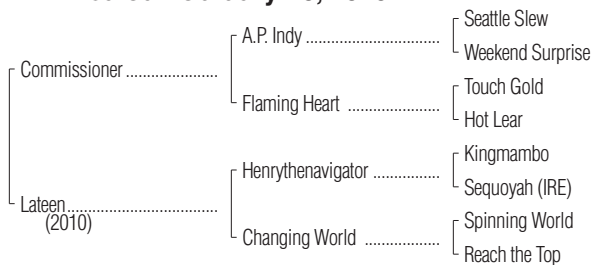 Seattle Slew
A.P. Indy ..................................
Weekend Surprise
Commissioner .......................
Touch Gold
Flaming Heart .......................
Hot Lear
Kingmambo
Henrythenavigator .................
Sequoyah (IRE)
Lateen......................................
(2010)
Spinning World
Changing World ...................
Reach the Top